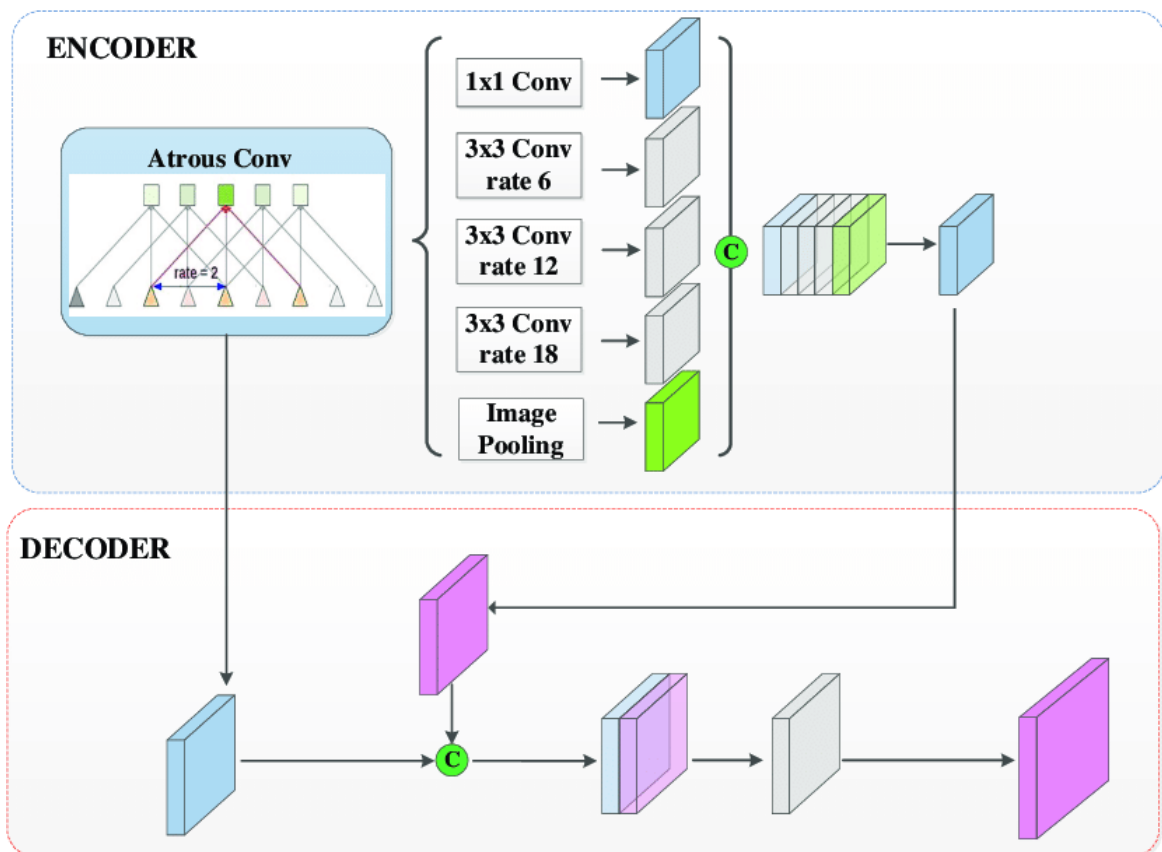 ENCODER
Atrous Conv
rate = 2
1x1 Conv
3x3 Conv
rate 6
3x3 Conv
rate 12
3x3 Conv
rate 18
Image
Pooling
C
DECODER
C